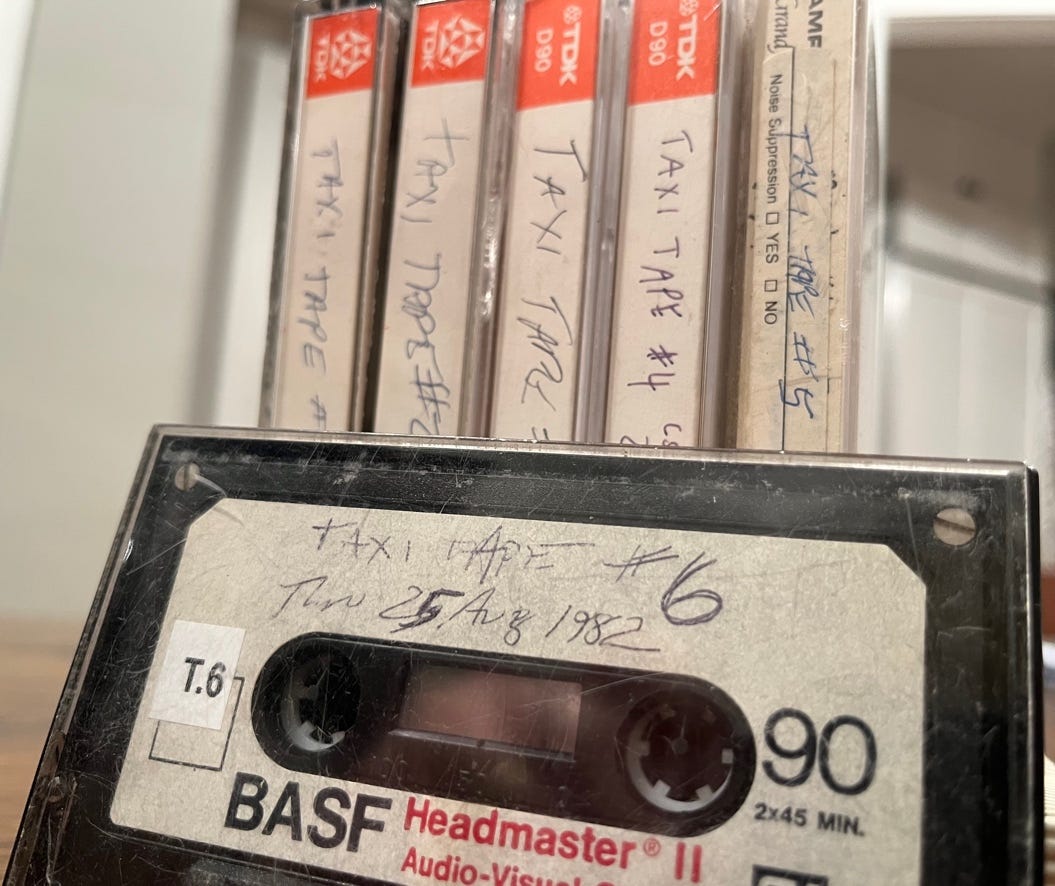 TDK
TAXI TAPE #
TDK
TAXI TAPE #2
TDK
D90
TAXI TAPE
TDK
D90
TAXI TAPE #4
AMF
Grand
Noise Suppression □ YES □ NO
TAXI TAPE #5
TAXI TAPE #6
25 Aug 1982
T.6
90
2x45 MIN.
BASF Headmaster® II
Audio-Visual